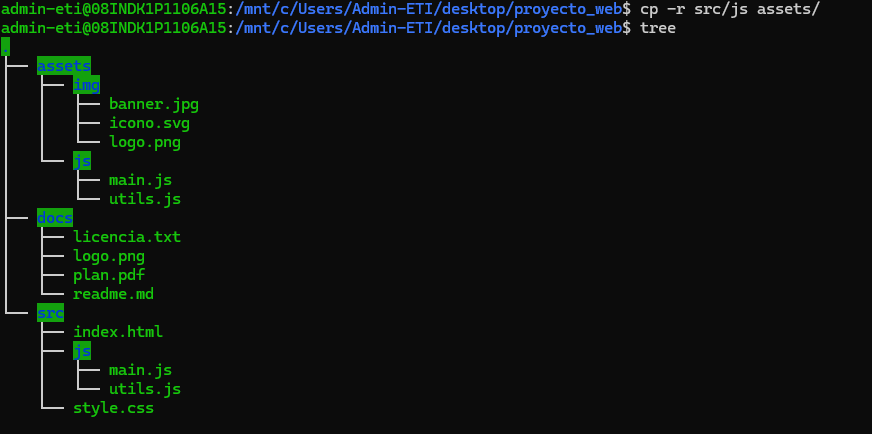 admin-eti@08INDK1P1106A15:/mnt/c/Users/Admin-ETI/desktop/proyecto_web$ cp -r src/js assets/
admin-eti@08INDK1P1106A15:/mnt/c/Users/Admin-ETI/desktop/proyecto_web$ tree
.
├── assets
│   ├── img
│   │   ├── banner.jpg
│   │   ├── icono.svg
│   │   └── logo.png
│   └── js
│       ├── main.js
│       └── utils.js
├── docs
│   ├── licencia.txt
│   ├── logo.png
│   ├── plan.pdf
│   └── readme.md
└── src
    ├── index.html
    ├── js
    │   ├── main.js
    │   └── utils.js
    └── style.css